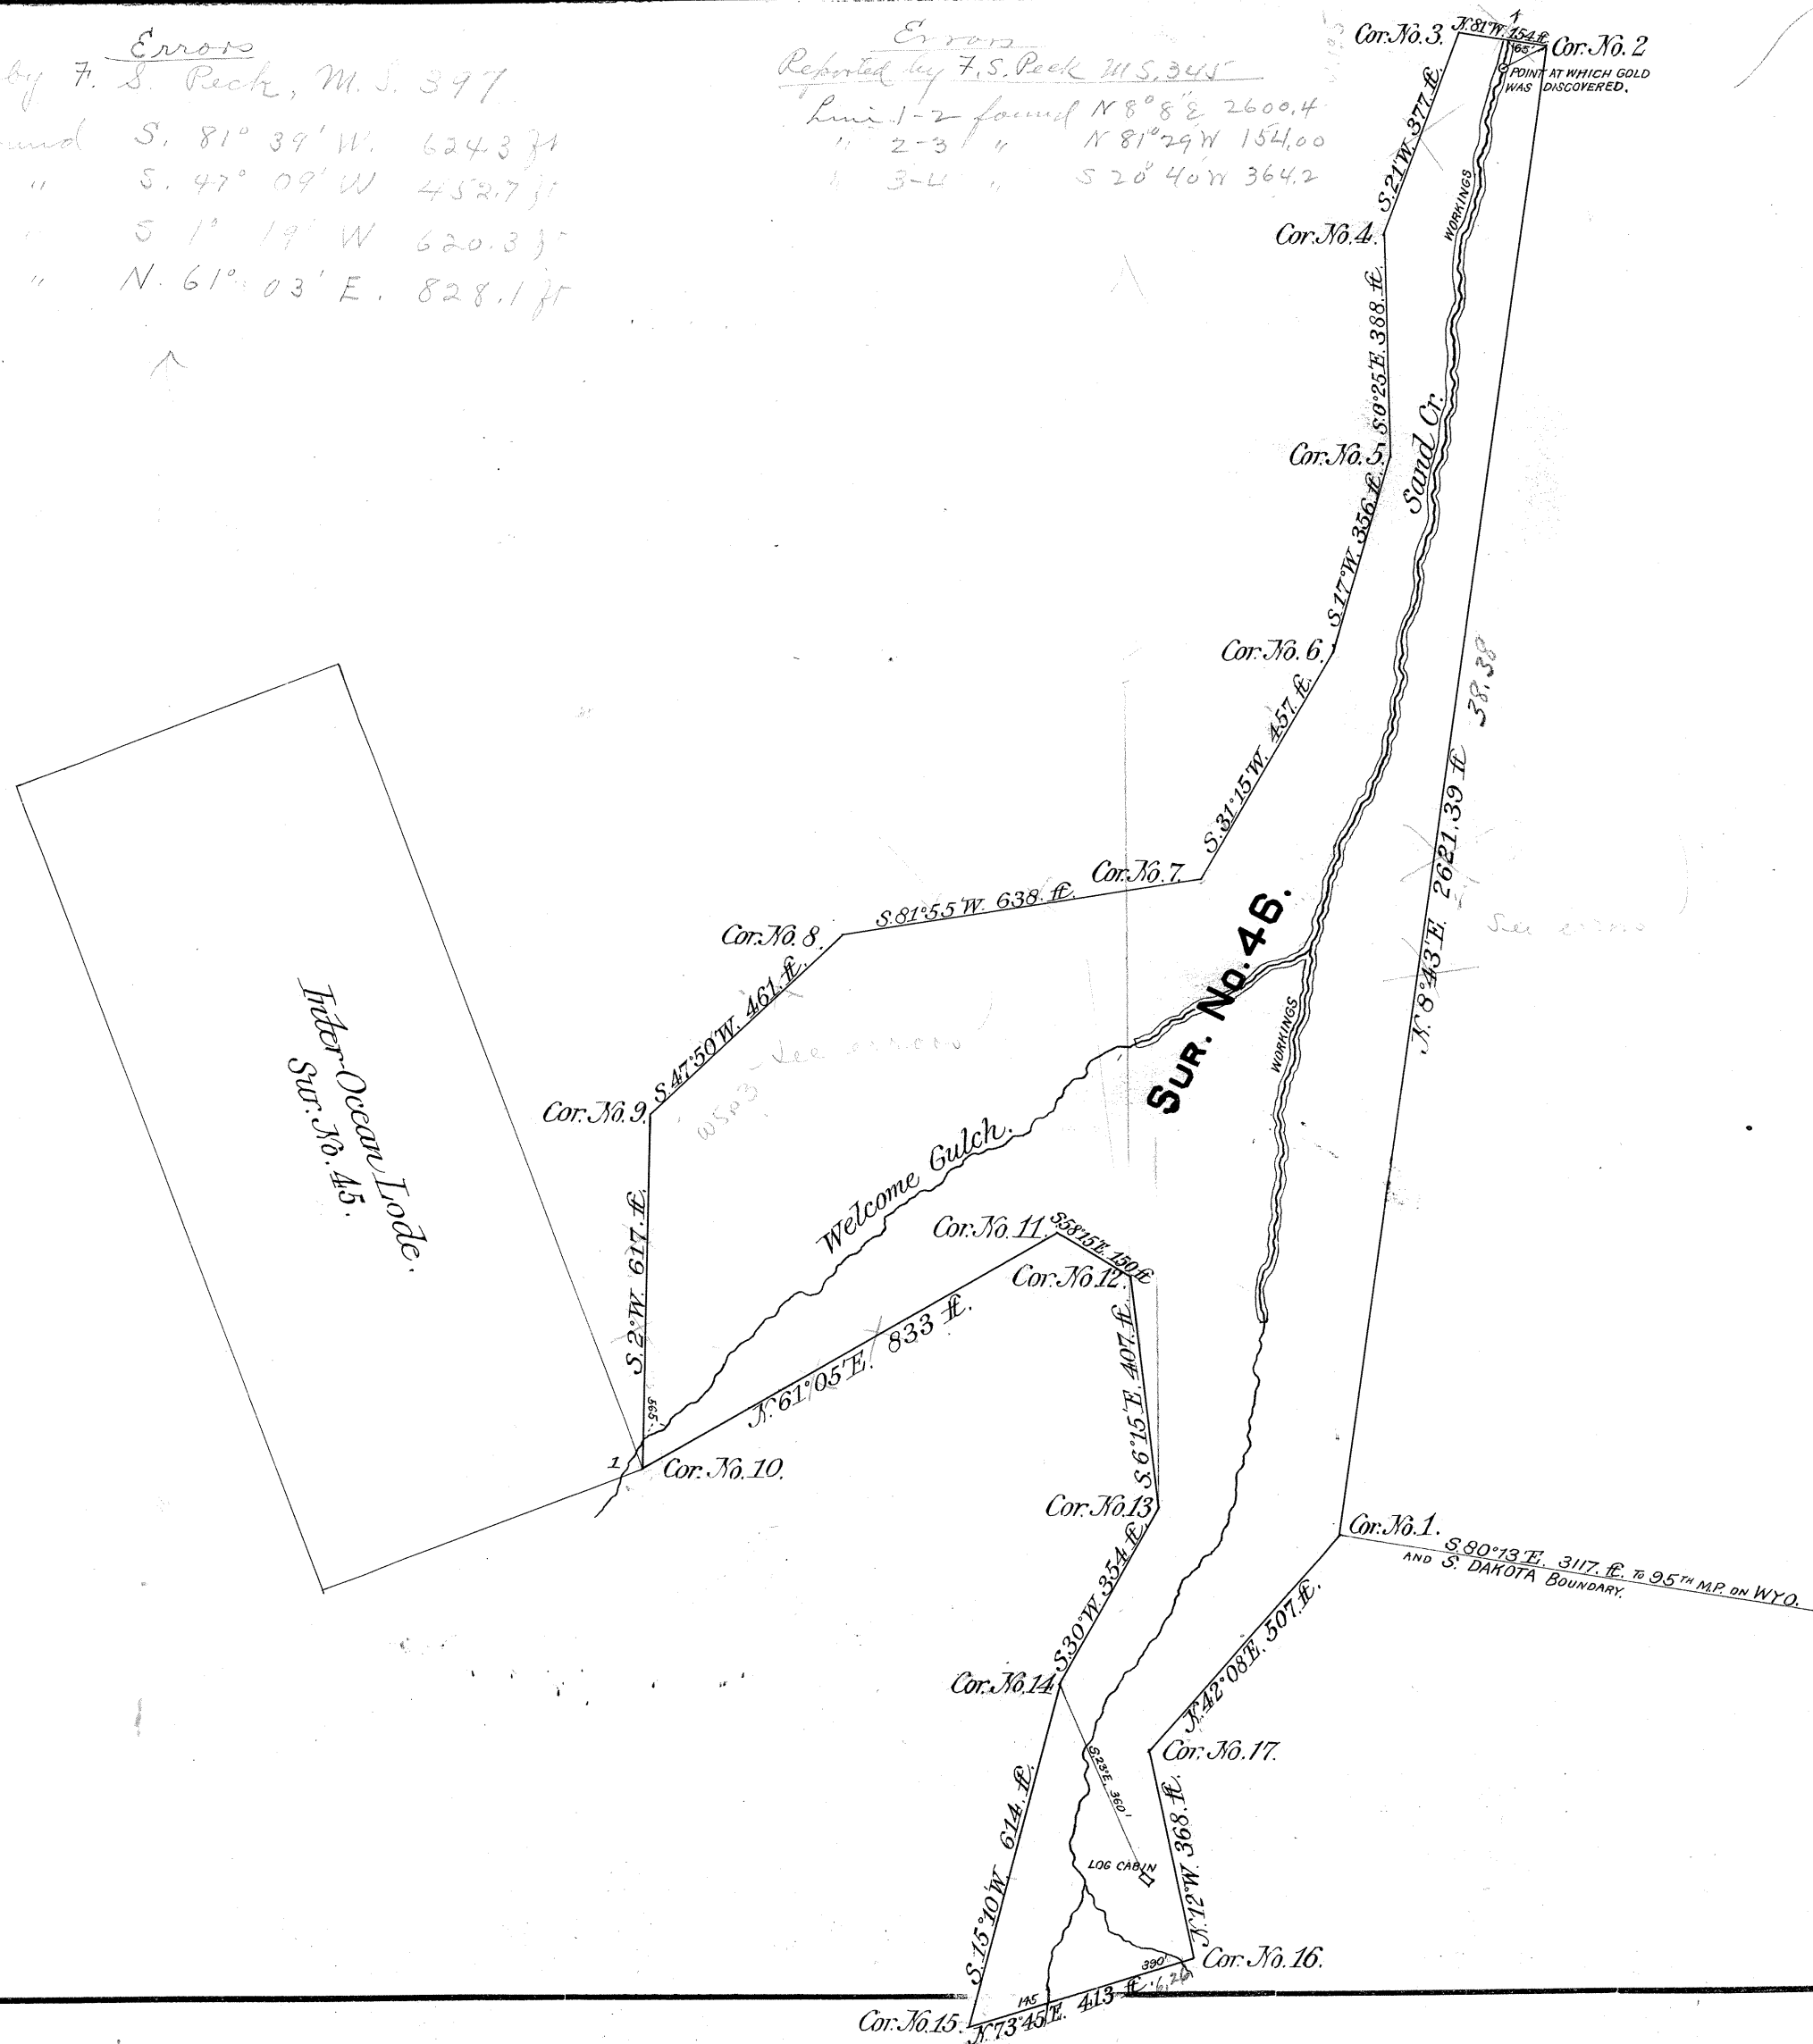 Errors
by F. S. Peck, M.S. 397
S. 81° 39' W. 624.3 ft
" S. 47° 09' W 452.7 ft
" S 1° 19' W 620.3 ft
" N. 61° 03' E. 828.1 ft
Errors
Reported by F. S. Peck M S. 345
Line 1-2 found N 8° 8' E 2600.4
" 2-3 " N 81° 29 W 154.00
" 3-4 " S 20° 40 W 364.2
Cor. No. 3.
N. 81° W. 154 ft
65'
Cor. No. 2
POINT AT WHICH GOLD
WAS DISCOVERED.
S. 21° W. 377. ft.
WORKINGS
Cor. No. 4.
S. 0° 25' E. 388. ft.
Sand Cr.
Cor. No. 5.
S. 17° W. 356 ft.
Cor. No. 6.
38.38
S. 31° 15' W. 457. ft.
N. 8° 43' E. 2621.39 ft
Cor. No. 7.
S. 81° 55' W. 638. ft.
Cor. No. 8.
SUR. No. 46.
See errors
S. 47° 50' W. 461. ft.
See errors
WORKINGS
Inter-Ocean Lode.
Sur. No. 45.
Cor. No. 9.
Welcome Gulch.
S. 2° W. 617. ft.
Cor. No. 11.
S. 58° 15' E. 150 ft
Cor. No. 12.
N. 61° 05' E. 833 ft.
S. 6° 15' E. 407. ft.
565'
1
Cor. No. 10.
Cor. No. 13
Cor. No. 1.
S. 80° 13' E. 3117. ft. TO 95TH M.P. ON WYO.
AND S. DAKOTA BOUNDARY.
S. 30° W. 354 ft.
N. 42° 08' E. 507. ft.
Cor. No. 14
Cor. No. 17.
S. 23° E. 360'
S. 15° 10' W. 614. ft.
LOG CABIN
N. 12° W. 368. ft.
390'
Cor. No. 16.
145
Cor. No. 15.
N. 73° 45' E. 413 ft. 6.26